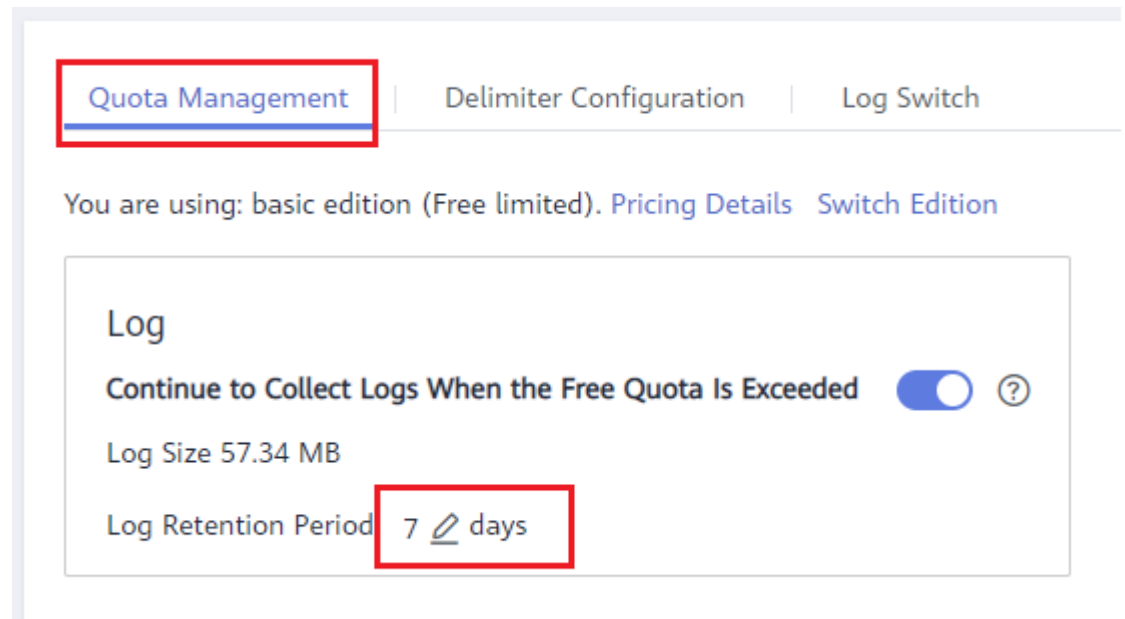 Quota Management Delimiter Configuration Log Switch
You are using: basic edition (Free limited). Pricing Details Switch Edition
Log
Continue to Collect Logs When the Free Quota Is Exceeded ?
Log Size 57.34 MB
Log Retention Period 7 days